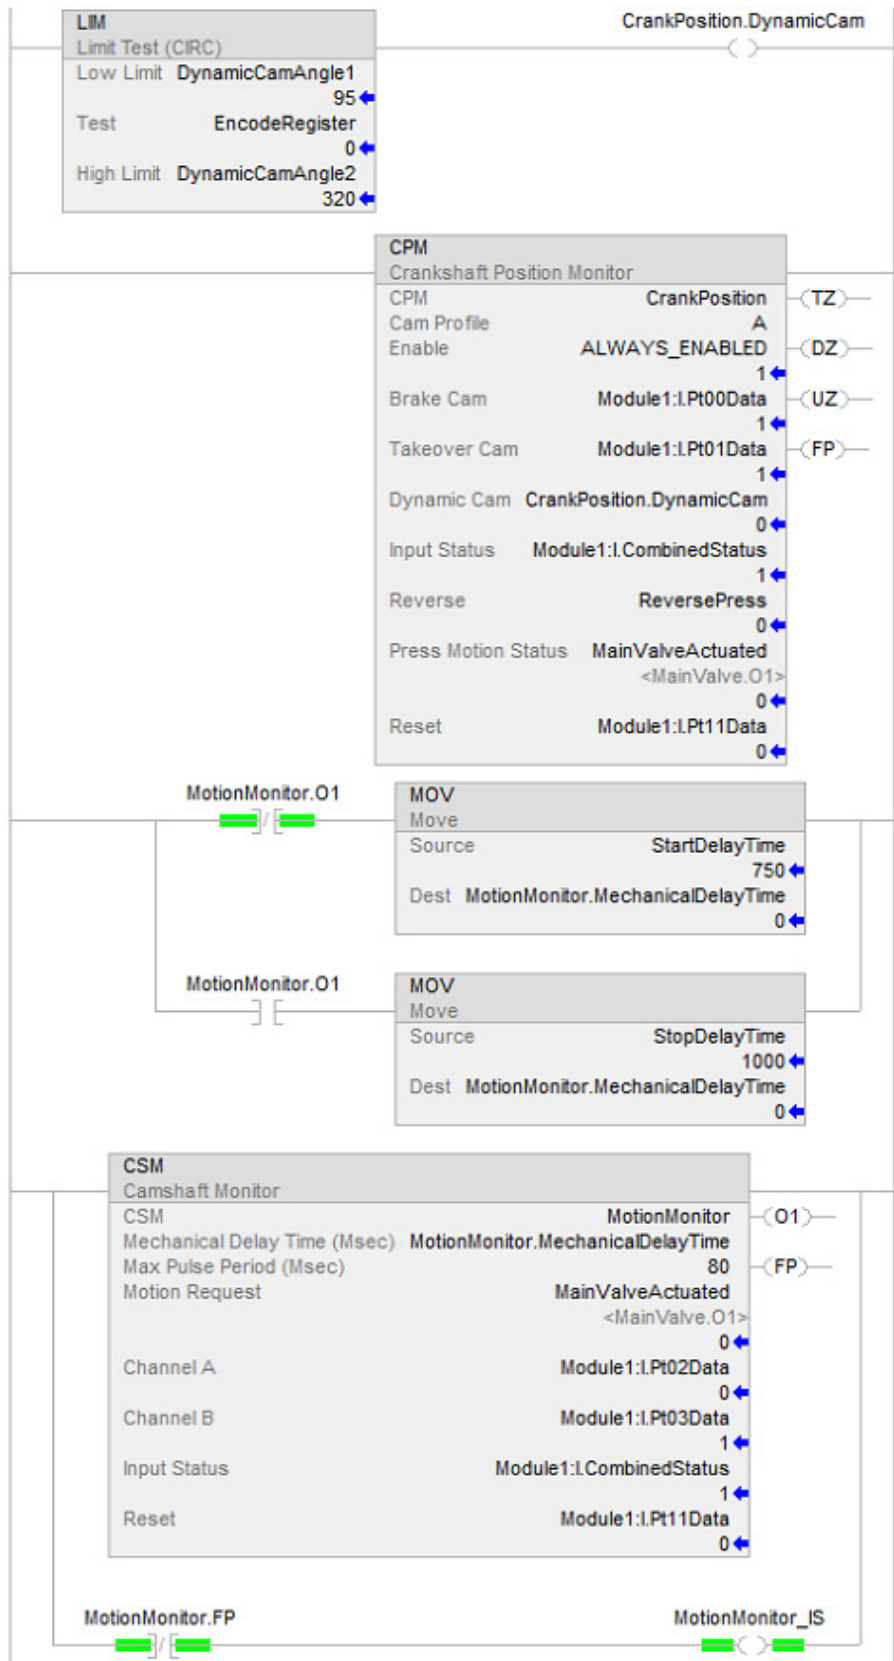 LIM
CrankPosition.DynamicCam
Limit Test (CIRC)
Low Limit DynamicCamAngle1
95
Test EncodeRegister
0
High Limit DynamicCamAngle2
320
CPM
Crankshaft Position Monitor
CPM CrankPosition (TZ)
Cam Profile A
Enable ALWAYS_ENABLED (DZ)
1
Brake Cam Module1:I.Pt00Data (UZ)
1
Takeover Cam Module1:I.Pt01Data (FP)
1
Dynamic Cam CrankPosition.DynamicCam
0
Input Status Module1:I.CombinedStatus
1
Reverse ReversePress
0
Press Motion Status MainValveActuated
<MainValve.O1>
0
Reset Module1:I.Pt11Data
0
MotionMonitor.O1
MOV
Move
Source StartDelayTime
750
Dest MotionMonitor.MechanicalDelayTime
0
MotionMonitor.O1
MOV
Move
Source StopDelayTime
1000
Dest MotionMonitor.MechanicalDelayTime
0
CSM
Camshaft Monitor
CSM MotionMonitor (O1)
Mechanical Delay Time (Msec) MotionMonitor.MechanicalDelayTime
Max Pulse Period (Msec) 80 (FP)
Motion Request MainValveActuated
<MainValve.O1>
0
Channel A Module1:I.Pt02Data
0
Channel B Module1:I.Pt03Data
1
Input Status Module1:I.CombinedStatus
1
Reset Module1:I.Pt11Data
0
MotionMonitor.FP MotionMonitor_IS